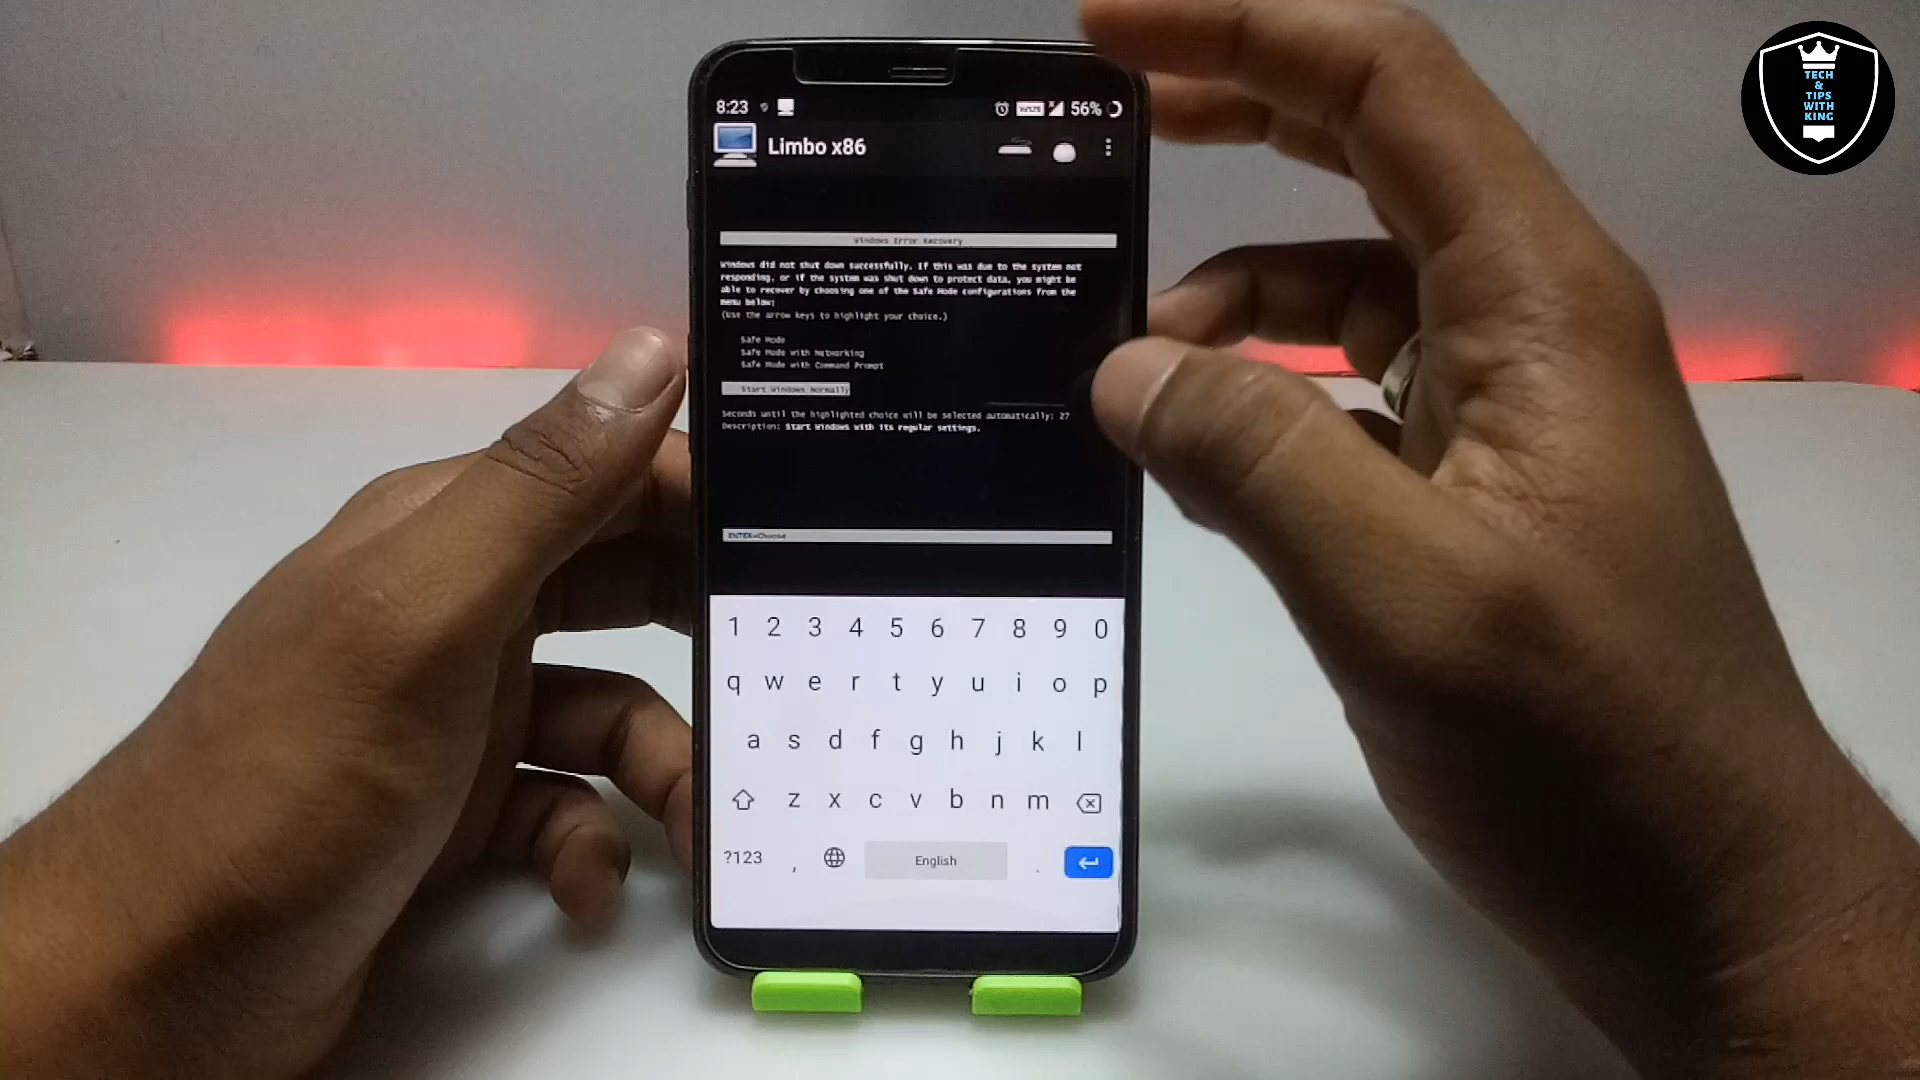 TECH
&
TIPS
WITH
KING
8:23
56%
Limbo x86
Windows Error Recovery
Windows did not shut down successfully. If this was due to the system not
responding, or if the system was shut down to protect data, you might be
able to recover by choosing one of the Safe Mode configurations from the
menu below:
(Use the arrow keys to highlight your choice.)
Safe Mode
Safe Mode with Networking
Safe Mode with Command Prompt
Start Windows Normally
Seconds until the highlighted choice will be selected automatically: 27
Description: Start Windows with its regular settings.
ENTER=Choose
1 2 3 4 5 6 7 8 9 0
q w e r t y u i o p
a s d f g h j k l
z x c v b n m
?123 , English .